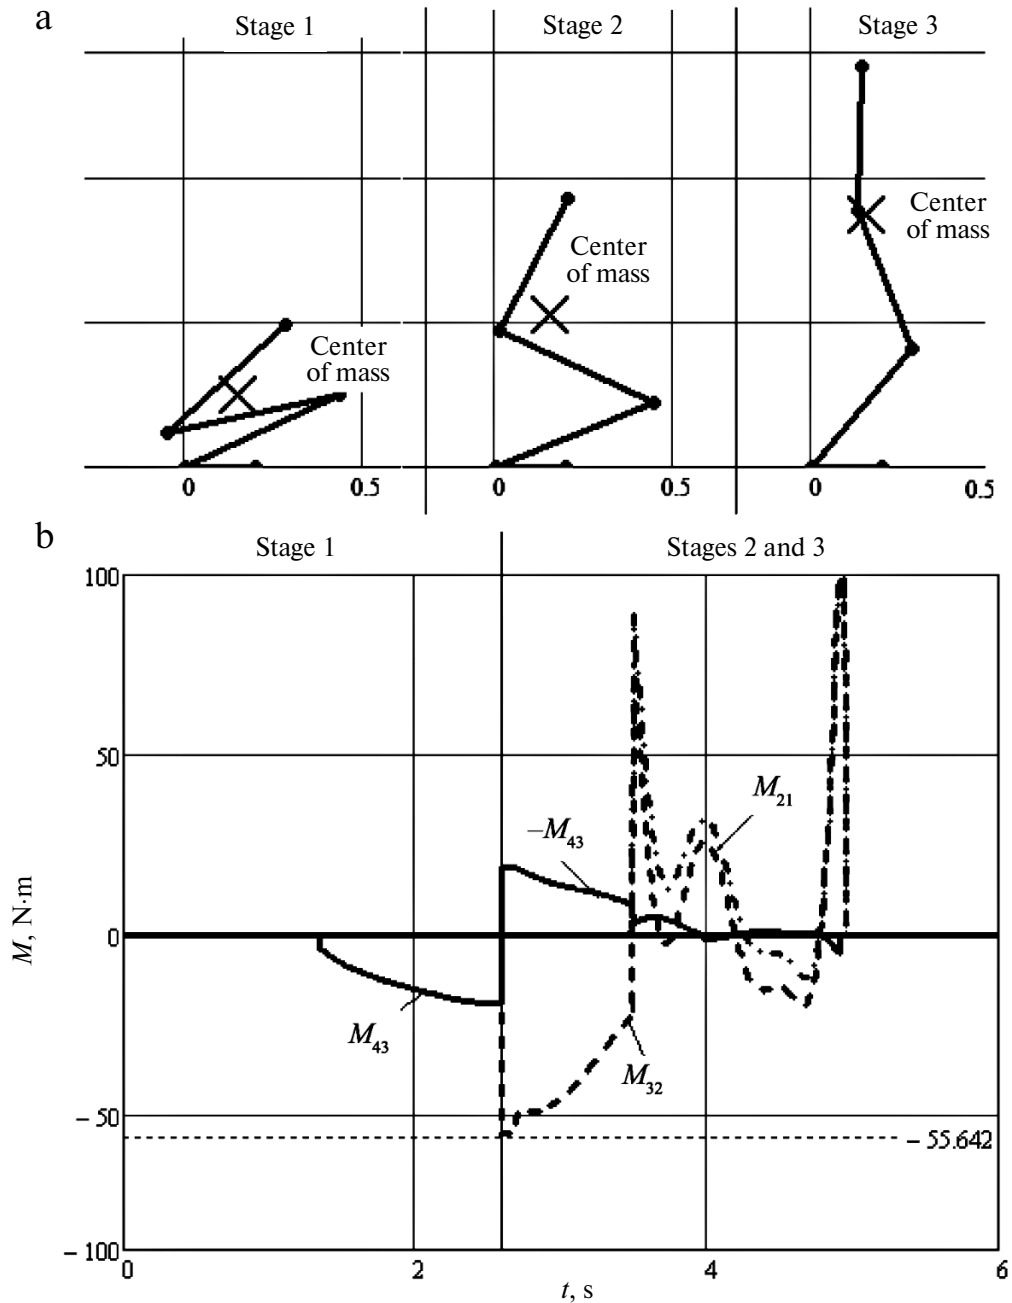 a
Stage 1
Stage 2
Stage 3
Center
of mass
Center
of mass
Center
of mass
0
0.5
0
0.5
0
0.5
b
Stage 1
Stages 2 and 3
100
50
0
– 50
– 100
M, N·m
M21
–M43
M43
M32
– 55.642
0
2
4
6
t, s